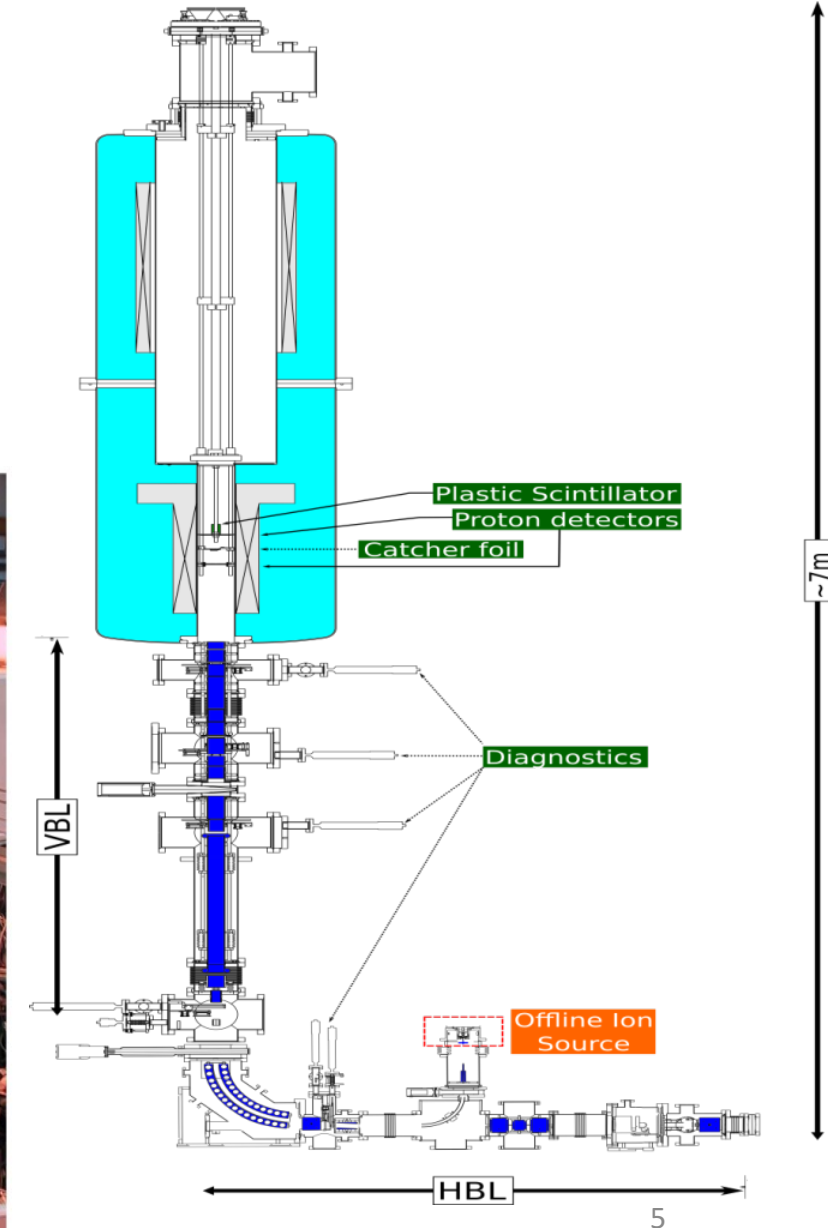 Plastic Scintillator
Proton detectors
Catcher foil
~7m
Diagnostics
VBL
Offline Ion
Source
HBL
5